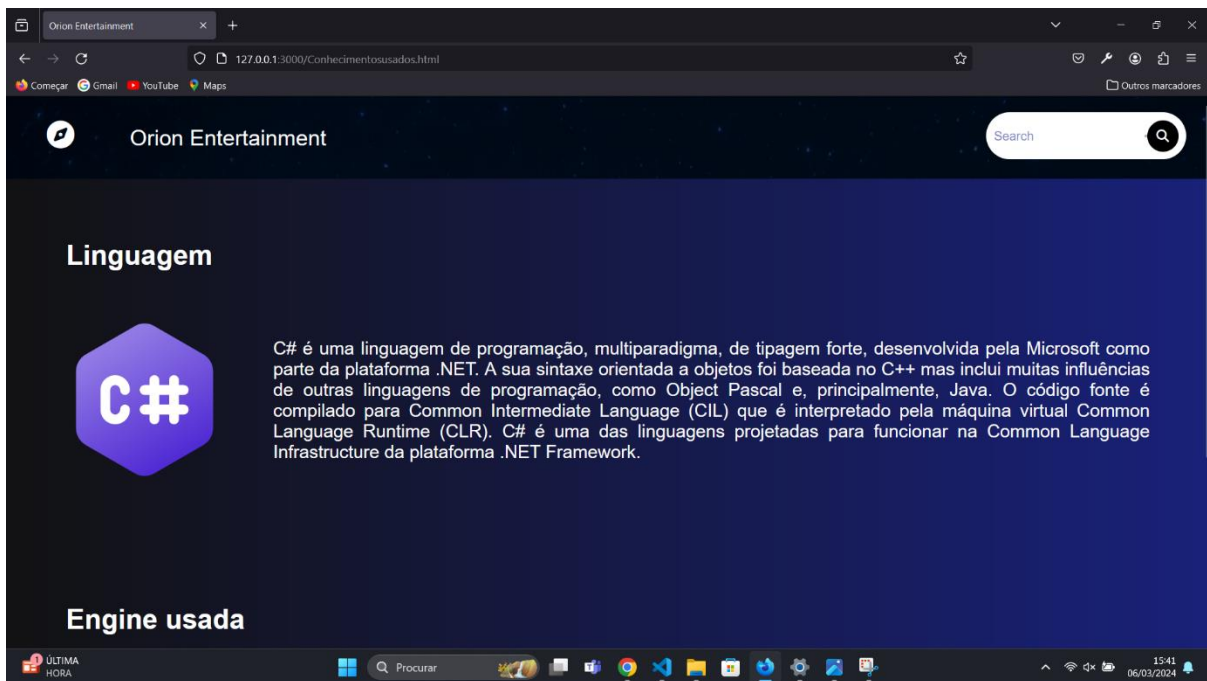 Orion Entertainment
127.0.0.1:3000/Conhecimentosusados.html
Começar Gmail YouTube Maps Outros marcadores
Orion Entertainment Search
Linguagem
C#
C# é uma linguagem de programação, multiparadigma, de tipagem forte, desenvolvida pela Microsoft como
parte da plataforma .NET. A sua sintaxe orientada a objetos foi baseada no C++ mas inclui muitas influências
de outras linguagens de programação, como Object Pascal e, principalmente, Java. O código fonte é
compilado para Common Intermediate Language (CIL) que é interpretado pela máquina virtual Common
Language Runtime (CLR). C# é uma das linguagens projetadas para funcionar na Common Language
Infrastructure da plataforma .NET Framework.
Engine usada
1 ÚLTIMA
HORA
Procurar
15:41
06/03/2024